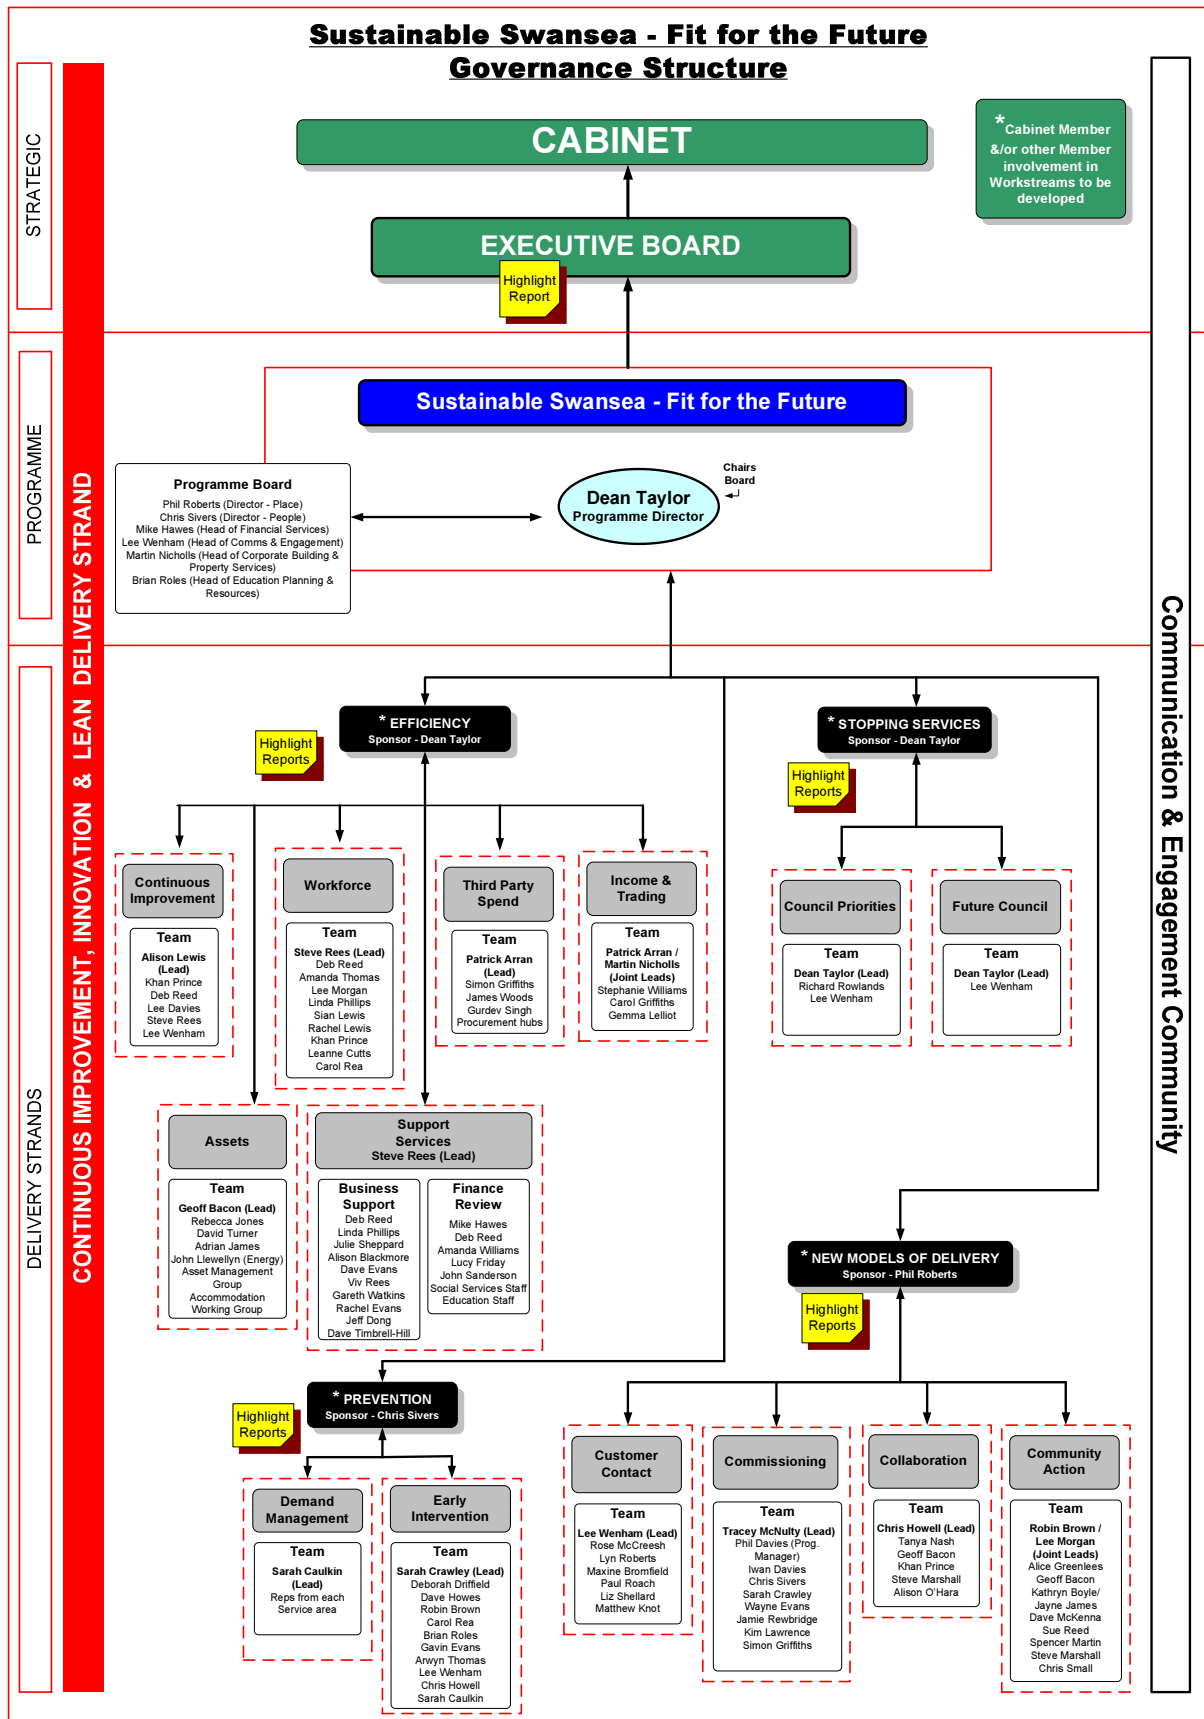 Sustainable Swansea - Fit for the Future
Governance Structure
STRATEGIC
CABINET
*Cabinet Member
&/or other Member
involvement in
Workstreams to be
developed
EXECUTIVE BOARD
Highlight
Report
PROGRAMME
Sustainable Swansea - Fit for the Future
Programme Board
Phil Roberts (Director - Place)
Chris Sivers (Director - People)
Mike Hawes (Head of Financial Services)
Lee Wenham (Head of Comms & Engagement)
Martin Nicholls (Head of Corporate Building &
Property Services)
Brian Roles (Head of Education Planning &
Resources)
Dean Taylor
Programme Director
Chairs
Board
CONTINUOUS IMPROVEMENT, INNOVATION & LEAN DELIVERY STRAND
Communication & Engagement Community
DELIVERY STRANDS
* EFFICIENCY
Sponsor - Dean Taylor
Highlight
Reports
* STOPPING SERVICES
Sponsor - Dean Taylor
Highlight
Reports
Continuous
Improvement
Team
Alison Lewis
(Lead)
Khan Prince
Deb Reed
Lee Davies
Steve Rees
Lee Wenham
Workforce
Team
Steve Rees (Lead)
Deb Reed
Amanda Thomas
Lee Morgan
Linda Phillips
Sian Lewis
Rachel Lewis
Khan Prince
Leanne Cutts
Carol Rea
Third Party
Spend
Team
Patrick Arran
(Lead)
Simon Griffiths
James Woods
Gurdev Singh
Procurement hubs
Income &
Trading
Team
Patrick Arran /
Martin Nicholls
(Joint Leads)
Stephanie Williams
Carol Griffiths
Gemma Lelliot
Council Priorities
Team
Dean Taylor (Lead)
Richard Rowlands
Lee Wenham
Future Council
Team
Dean Taylor (Lead)
Lee Wenham
Assets
Team
Geoff Bacon (Lead)
Rebecca Jones
David Turner
Adrian James
John Llewellyn (Energy)
Asset Management
Group
Accommodation
Working Group
Support
Services
Steve Rees (Lead)
Business
Support
Deb Reed
Linda Phillips
Julie Sheppard
Alison Blackmore
Dave Evans
Viv Rees
Gareth Watkins
Rachel Evans
Jeff Dong
Dave Timbrell-Hill
Finance
Review
Mike Hawes
Deb Reed
Amanda Williams
Lucy Friday
John Sanderson
Social Services Staff
Education Staff
* NEW MODELS OF DELIVERY
Sponsor - Phil Roberts
Highlight
Reports
* PREVENTION
Sponsor - Chris Sivers
Highlight
Reports
Demand
Management
Team
Sarah Caulkin
(Lead)
Reps from each
Service area
Early
Intervention
Team
Sarah Crawley (Lead)
Deborah Driffield
Dave Howes
Robin Brown
Carol Rea
Brian Roles
Gavin Evans
Arwyn Thomas
Lee Wenham
Chris Howell
Sarah Caulkin
Customer
Contact
Team
Lee Wenham (Lead)
Rose McCreesh
Lyn Roberts
Maxine Bromfield
Paul Roach
Liz Shellard
Matthew Knot
Commissioning
Team
Tracey McNulty (Lead)
Phil Davies (Prog.
Manager)
Iwan Davies
Chris Sivers
Sarah Crawley
Wayne Evans
Jamie Rewbridge
Kim Lawrence
Simon Griffiths
Collaboration
Team
Chris Howell (Lead)
Tanya Nash
Geoff Bacon
Khan Prince
Steve Marshall
Alison O'Hara
Community
Action
Team
Robin Brown /
Lee Morgan
(Joint Leads)
Alice Greenlees
Geoff Bacon
Kathryn Boyle/
Jayne James
Dave McKenna
Sue Reed
Spencer Martin
Steve Marshall
Chris Small